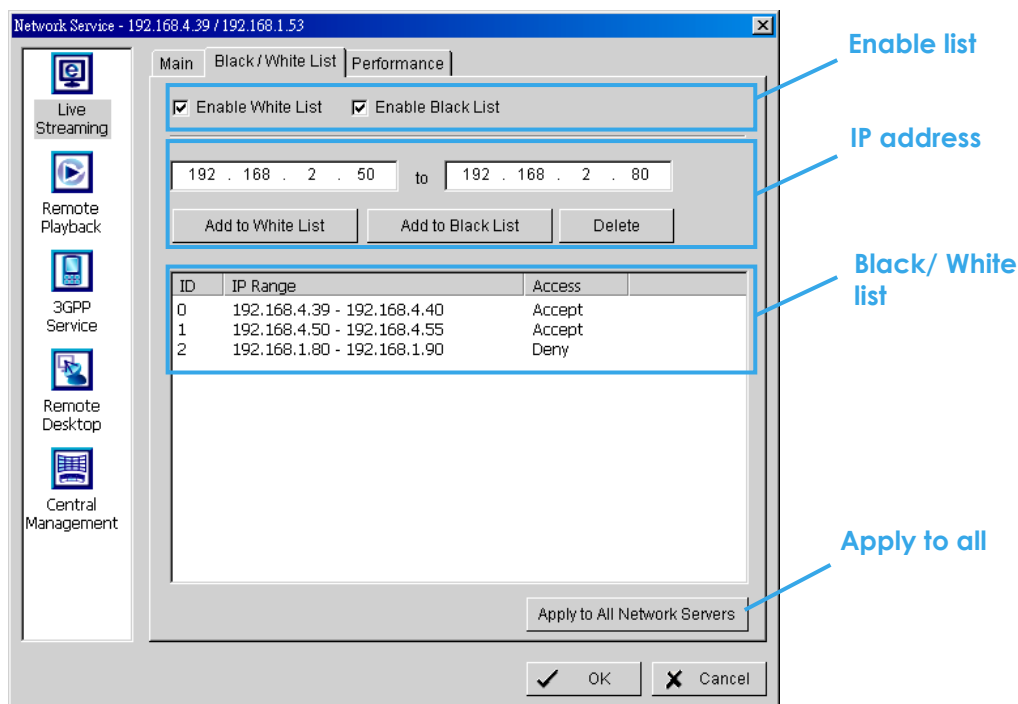 Network Service - 192.168.4.39 / 192.168.1.53
Live
Streaming
Remote
Playback
3GPP
Service
Remote
Desktop
Central
Management
Main Black / White List Performance
Enable White List Enable Black List
192 . 168 . 2 . 50 to 192 . 168 . 2 . 80
Add to White List Add to Black List Delete
ID IP Range Access
0 192.168.4.39 - 192.168.4.40 Accept
1 192.168.4.50 - 192.168.4.55 Accept
2 192.168.1.80 - 192.168.1.90 Deny
Apply to All Network Servers
OK Cancel
Enable list
IP address
Black/ White
list
Apply to all